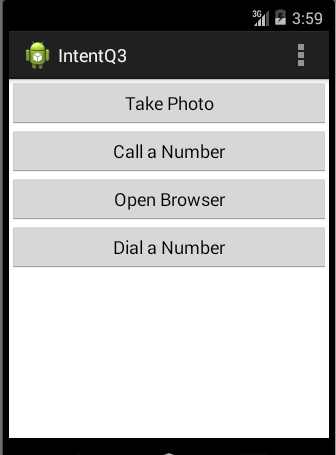 3G 3:59
IntentQ3
Take Photo
Call a Number
Open Browser
Dial a Number